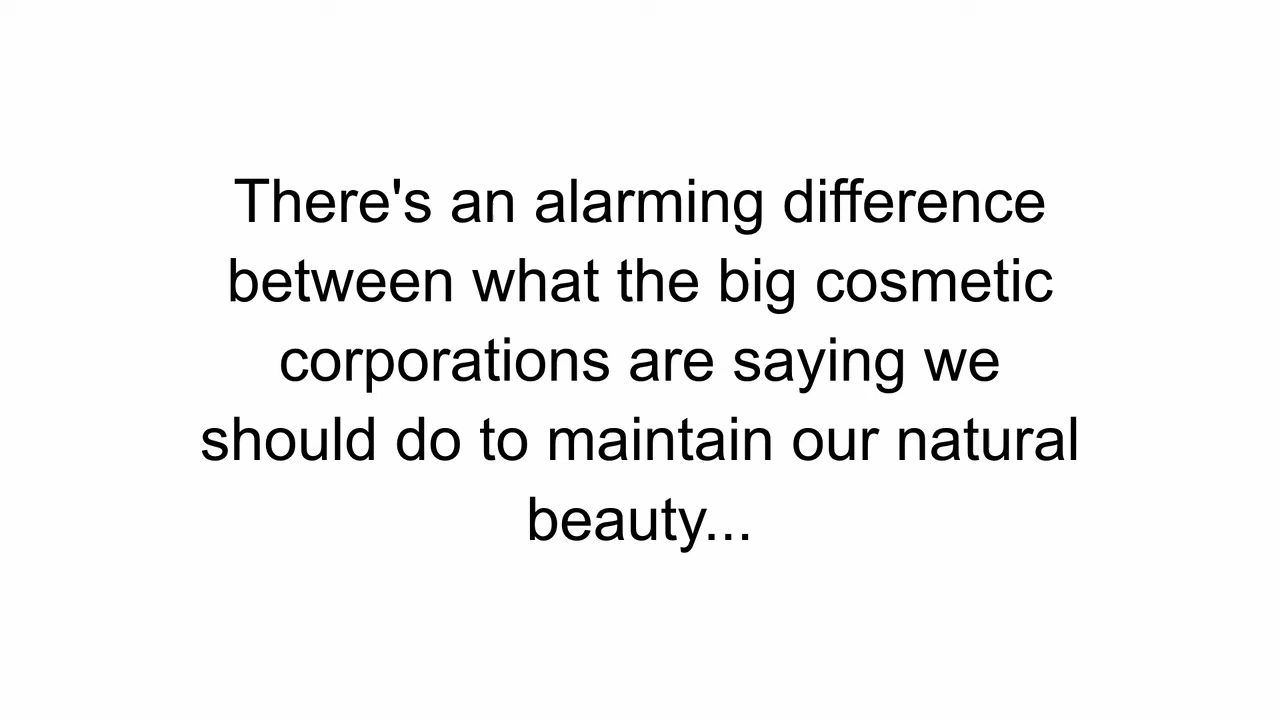 There's an alarming difference
between what the big cosmetic
corporations are saying we
should do to maintain our natural
beauty...